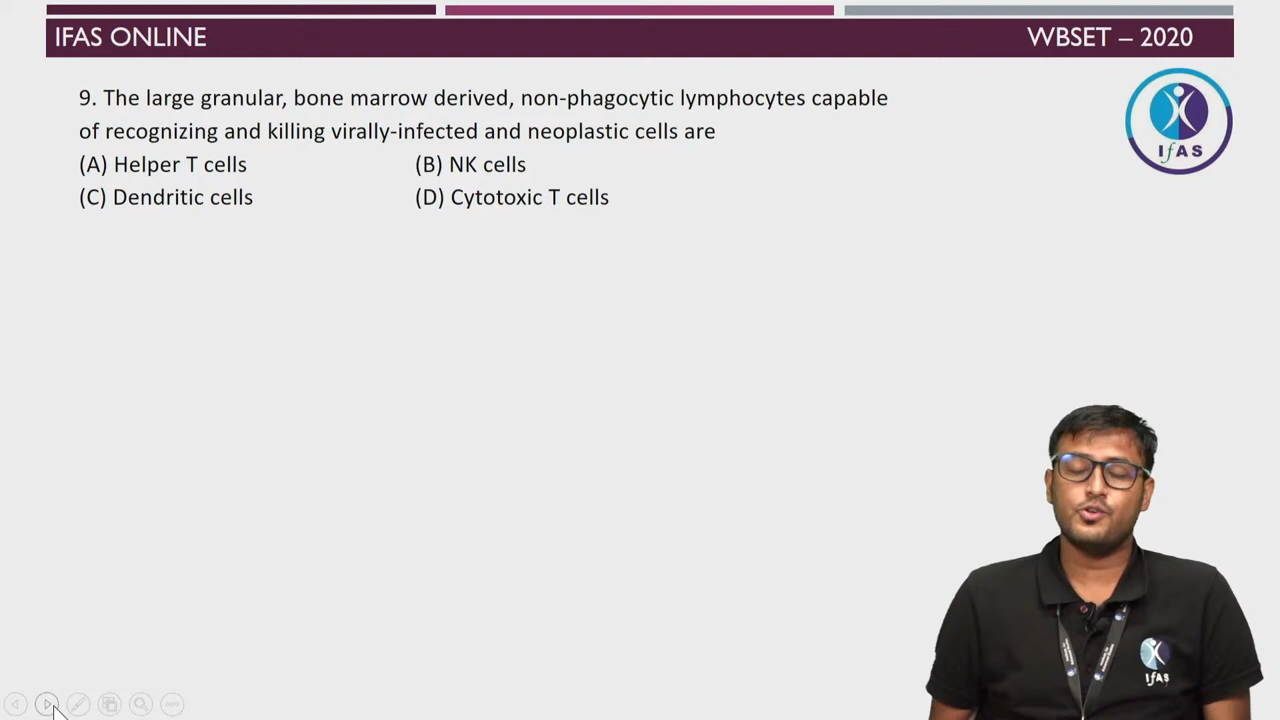 IFAS ONLINE
WBSET – 2020
9. The large granular, bone marrow derived, non-phagocytic lymphocytes capable
of recognizing and killing virally-infected and neoplastic cells are
(A) Helper T cells (B) NK cells
(C) Dendritic cells (D) Cytotoxic T cells
IfAS
IfAS